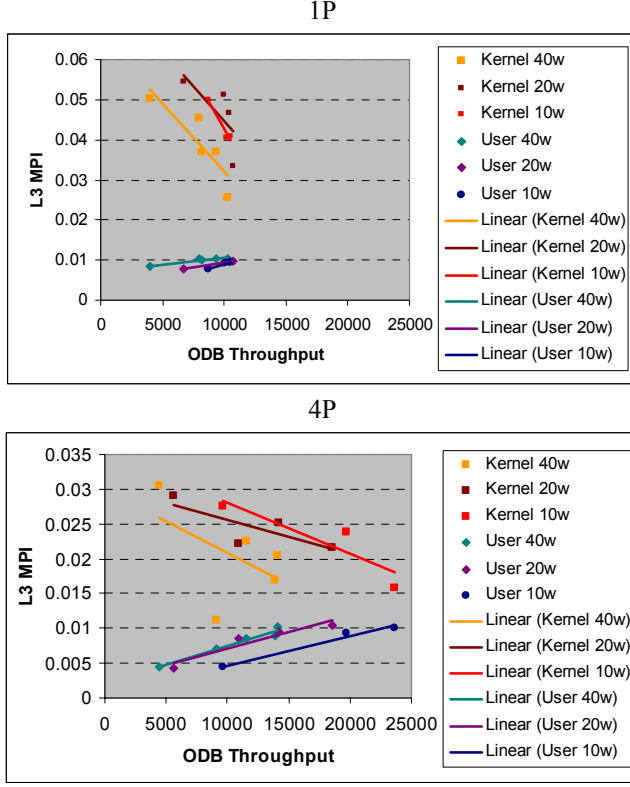 1P
0.06
0.05
0.04
0.03
0.02
0.01
0
L3 MPI
0 5000 10000 15000 20000 25000
ODB Throughput
Kernel 40w
Kernel 20w
Kernel 10w
User 40w
User 20w
User 10w
Linear (Kernel 40w)
Linear (Kernel 20w)
Linear (Kernel 10w)
Linear (User 40w)
Linear (User 20w)
Linear (User 10w)
4P
0.035
0.03
0.025
0.02
0.015
0.01
0.005
0
L3 MPI
0 5000 10000 15000 20000 25000
ODB Throughput
Kernel 40w
Kernel 20w
Kernel 10w
User 40w
User 20w
User 10w
Linear (Kernel 40w)
Linear (Kernel 20w)
Linear (Kernel 10w)
Linear (User 40w)
Linear (User 20w)
Linear (User 10w)